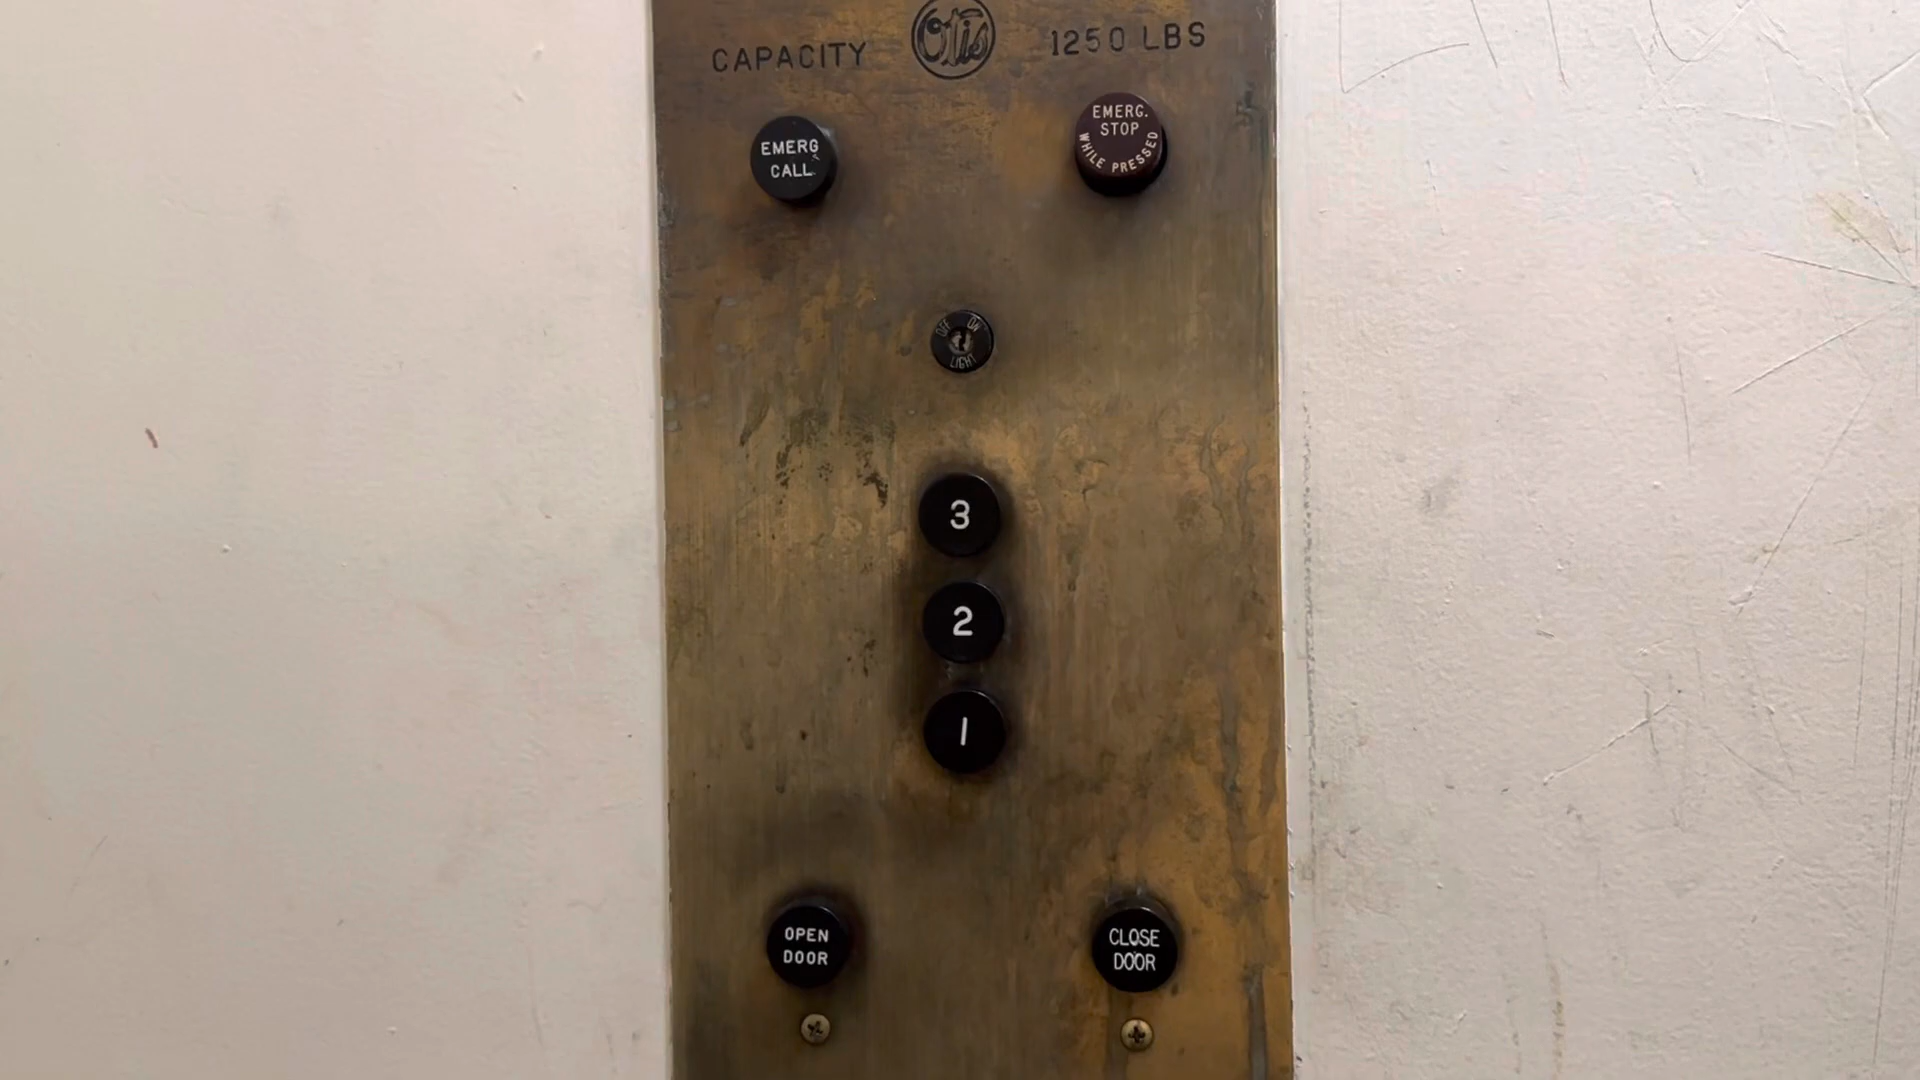 CAPACITY Otis 1250 LBS
EMERG
CALL
EMERG.
STOP
WHILE PRESSED
OFF ON
LIGHT
3
2
1
OPEN
DOOR
CLOSE
DOOR